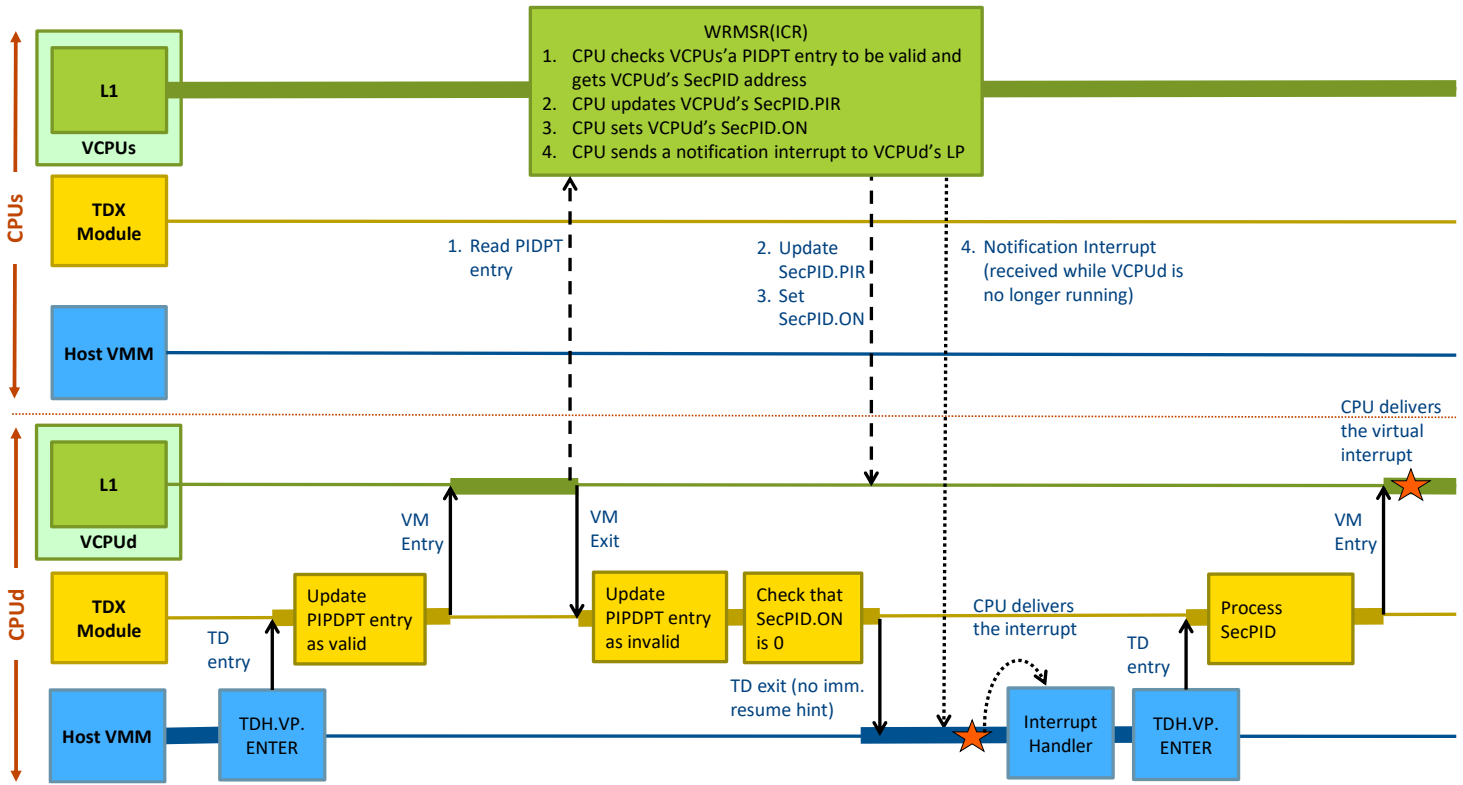 WRMSR(ICR)
1. CPU checks VCPUs'a PIDPT entry to be valid and
gets VCPUd's SecPID address
2. CPU updates VCPUd's SecPID.PIR
3. CPU sets VCPUd's SecPID.ON
4. CPU sends a notification interrupt to VCPUd's LP
CPUs
L1
VCPUs
TDX
Module
1. Read PIDPT
entry
2. Update
SecPID.PIR
3. Set
SecPID.ON
4. Notification Interrupt
(received while VCPUd is
no longer running)
Host VMM
CPU delivers
the virtual
interrupt
CPUd
L1
VCPUd
VM
Entry
VM
Exit
VM
Entry
TDX
Module
TD
entry
Update
PIPDPT entry
as valid
Update
PIPDPT entry
as invalid
Check that
SecPID.ON
is 0
CPU delivers
the interrupt
TD
entry
Process
SecPID
TD exit (no imm.
resume hint)
Host VMM
TDH.VP.
ENTER
Interrupt
Handler
TDH.VP.
ENTER